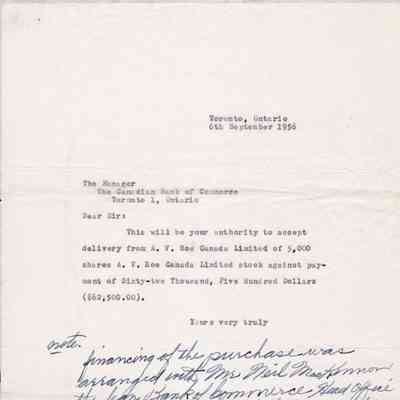 Toronto, Ontario
6th September 1956
The Manager
The Canadian Bank of Commerce
Toronto 1, Ontario
Dear Sir:
This will be your authority to accept
delivery from A. V. Roe Canada Limited of 5,000
shares A. V. Roe Canada Limited stock against pay-
ment of Sixty-two Thousand, Five Hundred Dollars
($62,500.00).
Yours very truly
note:
financing of the purchase was
arranged with Mr Neil MacKinnon
the Can. Bank of Commerce Head Office